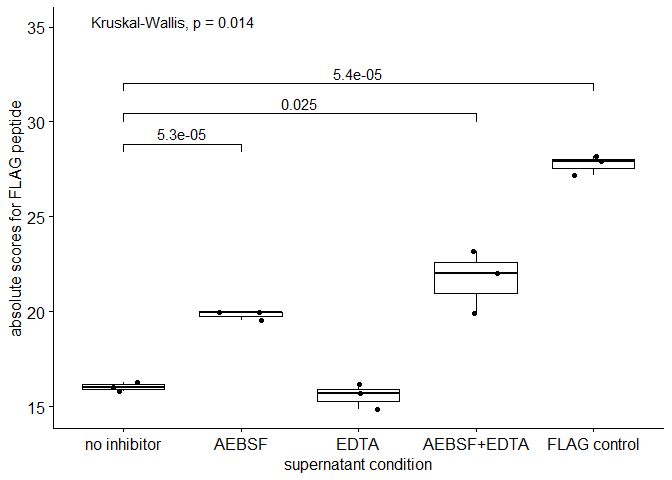 Kruskal-Wallis, p = 0.014
35
30
25
20
15
absolute scores for FLAG peptide
5.4e-05
0.025
5.3e-05
no inhibitor AEBSF EDTA AEBSF+EDTA FLAG control
supernatant condition